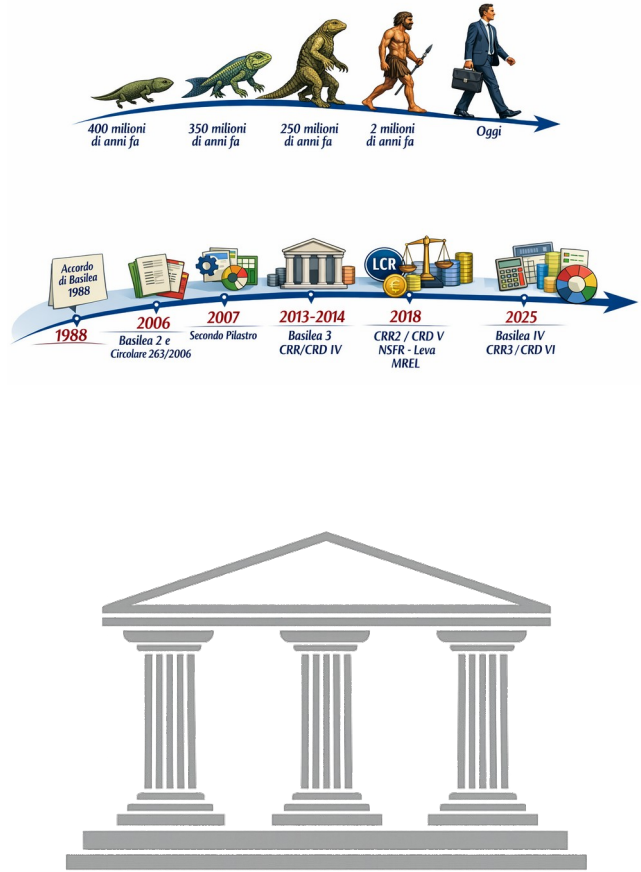 400 milioni
di anni fa
350 milioni
di anni fa
250 milioni
di anni fa
2 milioni
di anni fa
Oggi
Accordo
di Basilea
1988
LCR
€
1988
2006
Basilea 2 e
Circolare 263/2006
2007
Secondo Pilastro
2013-2014
Basilea 3
CRR/CRD IV
2018
CRR2 / CRD V
NSFR - Leva
MREL
2025
Basilea IV
CRR3 / CRD VI